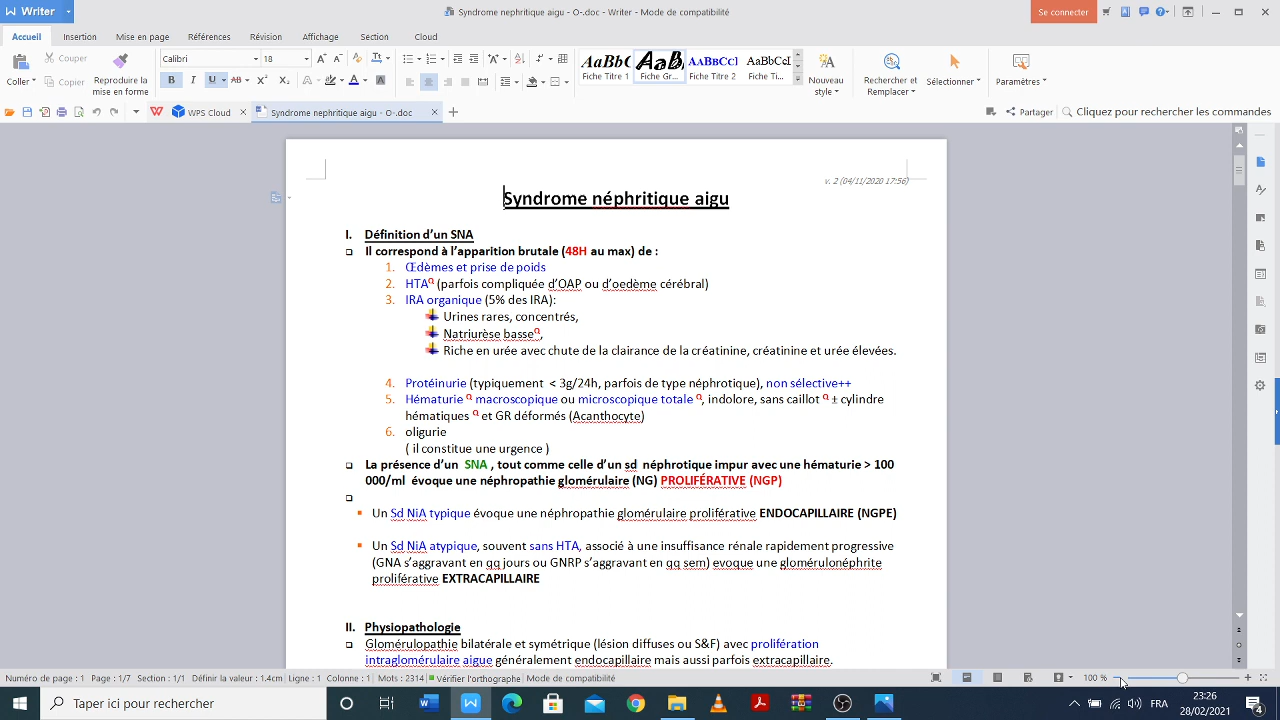 Writer
Syndrome nephritique aigu - O-.doc - Writer - Mode de compatibilité
Se connecter
Accueil Insertion Mise en page Références Révision Affichage Section Cloud
Coller Couper Copier Reproduire la mise en forme
Calibri 18
B I U AB X² X₂ A
AaBbC Fiche Titre 1 AaB Fiche Gr... AaBbCcl Fiche Titre 2 AaBbCcL Fiche Ti...
Nouveau style Rechercher et Remplacer Sélectionner Paramètres
WPS Cloud Syndrome nephritique aigu - O-.doc
Partager Cliquez pour rechercher les commandes
v. 2 (04/11/2020 17:56)
Syndrome néphritique aigu
I. Définition d'un SNA
Il correspond à l'apparition brutale (48H au max) de :
1. Œdèmes et prise de poids
2. HTAQ (parfois compliquée d'OAP ou d'oedème cérébral)
3. IRA organique (5% des IRA):
Urines rares, concentrés,
Natriurèse basseQ,
Riche en urée avec chute de la clairance de la créatinine, créatinine et urée élevées.
4. Protéinurie (typiquement < 3g/24h, parfois de type néphrotique), non sélective++
5. Hématurie Q macroscopique ou microscopique totale Q, indolore, sans caillot Q ± cylindre
hématiques Q et GR déformés (Acanthocyte)
6. oligurie
( il constitue une urgence )
La présence d'un SNA , tout comme celle d'un sd néphrotique impur avec une hématurie > 100
000/ml évoque une néphropathie glomérulaire (NG) PROLIFÉRATIVE (NGP)
Un Sd NiA typique évoque une néphropathie glomérulaire proliférative ENDOCAPILLAIRE (NGPE)
Un Sd NiA atypique, souvent sans HTA, associé à une insuffisance rénale rapidement progressive
(GNA s'aggravant en qq jours ou GNRP s'aggravant en qq sem) evoque une glomérulonéphrite
proliférative EXTRACAPILLAIRE
II. Physiopathologie
Glomérulopathie bilatérale et symétrique (lésion diffuses ou S&F) avec prolifération
intraglomérulaire aigue généralement endocapillaire mais aussi parfois extracapillaire.
Numéro de page: 1 Page : 1/7 Section : 1/1 Définir la valeur : 1.4cm Ligne : 1 Colonne : 1 Mots : 2314 Vérifier l'orthographe Mode de compatibilité 100 %
Taper ici pour rechercher
FRA 23:26
28/02/2021
4